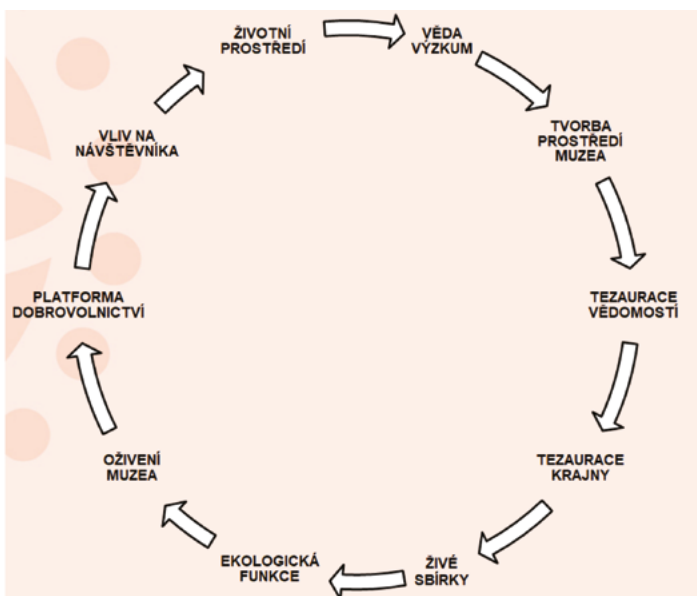 ŽIVOTNÍ
PROSTŘEDÍ
VĚDA
VÝZKUM
TVORBA
PROSTŘEDÍ
MUZEA
TEZAURACE
VĚDOMOSTÍ
TEZAURACE
KRAJNY
ŽIVÉ
SBÍRKY
EKOLOGICKÁ
FUNKCE
OŽIVENÍ
MUZEA
PLATFORMA
DOBROVOLNICTVÍ
VLIV NA
NÁVŠTĚVNÍKA